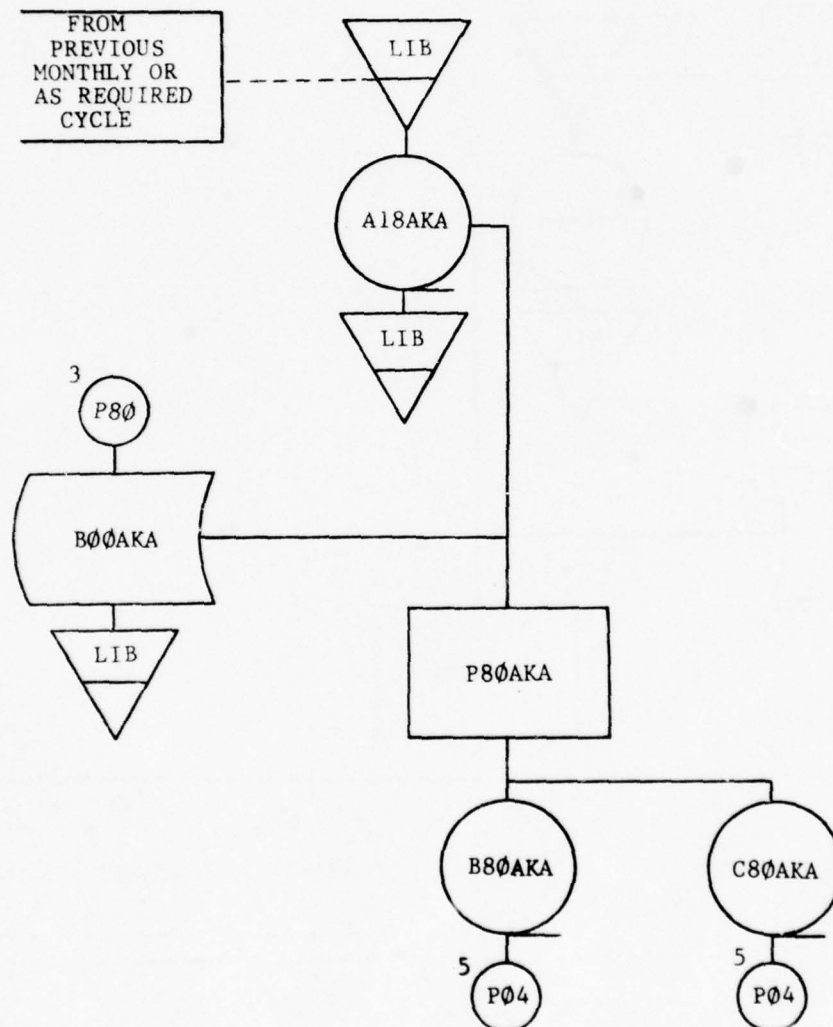 FROM
PREVIOUS
MONTHLY OR
AS REQUIRED
CYCLE
LIB
A18AKA
LIB
3
P8Ø
BØØAKA
LIB
P8ØAKA
B8ØAKA
C8ØAKA
5
PØ4
5
PØ4